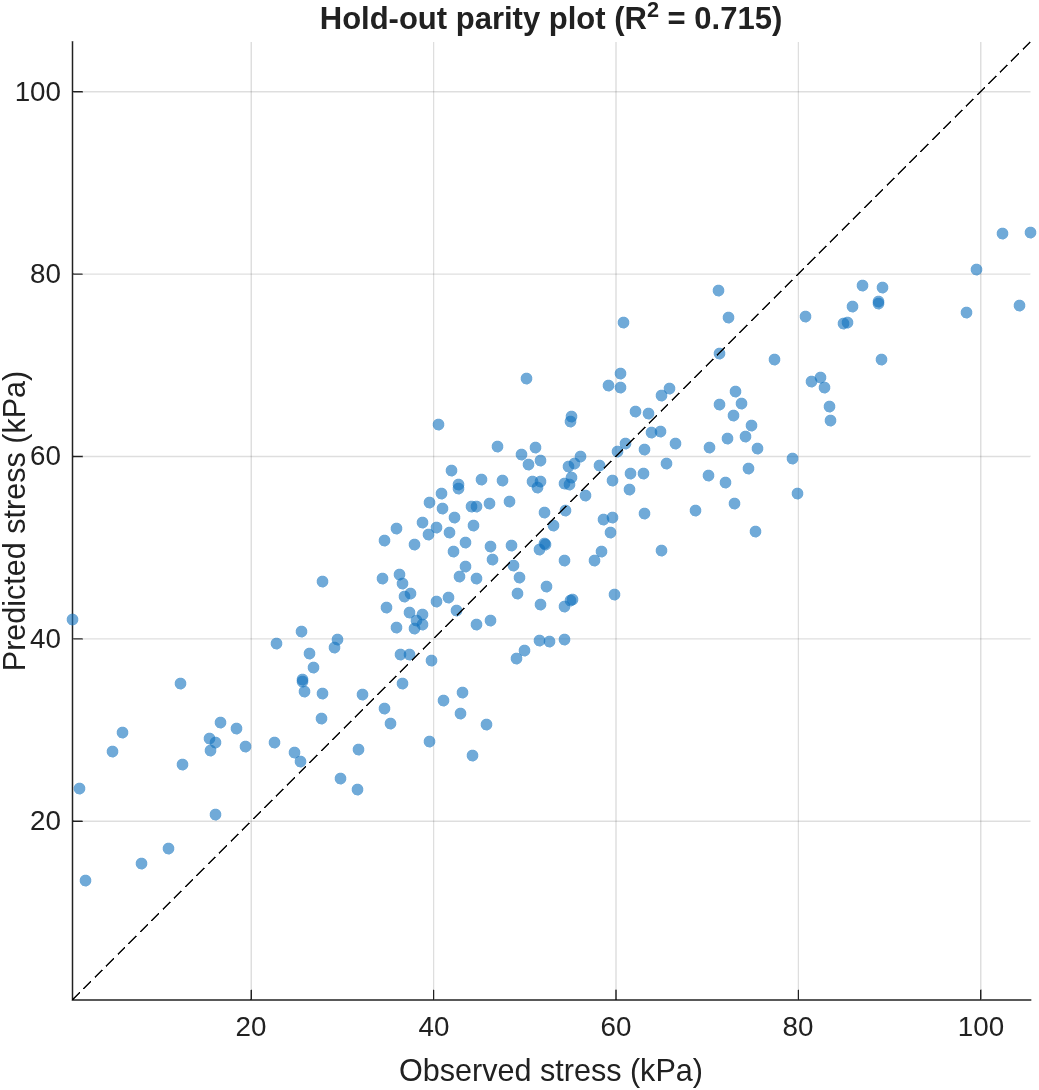 Hold-out parity plot (R² = 0.715)
Predicted stress (kPa)
100
80
60
40
20
20 40 60 80 100
Observed stress (kPa)